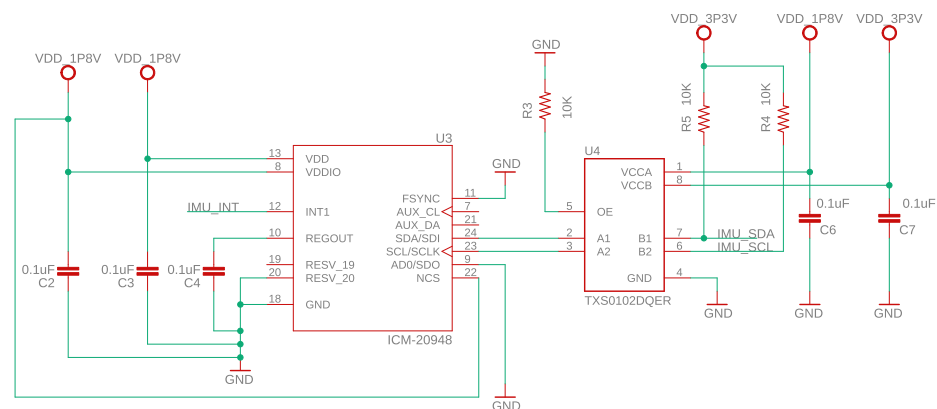 VDD_3P3V VDD_1P8V VDD_3P3V
VDD_1P8V VDD_1P8V
GND
R3 10K
R5 10K
R4 10K
U3
13 VDD
8 VDDIO
12 INT1
IMU_INT
10 REGOUT
19 RESV_19
20 RESV_20
18 GND
FSYNC 11
AUX_CL 7
AUX_DA 21
SDA/SDI 24
SCL/SCLK 23
AD0/SDO 9
NCS 22
ICM-20948
GND
U4
5 OE
2 A1
3 A2
VCCA 1
VCCB 8
B1 7
B2 6
GND 4
TXS0102DQER
IMU_SDA
IMU_SCL
0.1uF
C6
0.1uF
C7
0.1uF
C2
0.1uF
C3
0.1uF
C4
GND GND GND
GND
GND